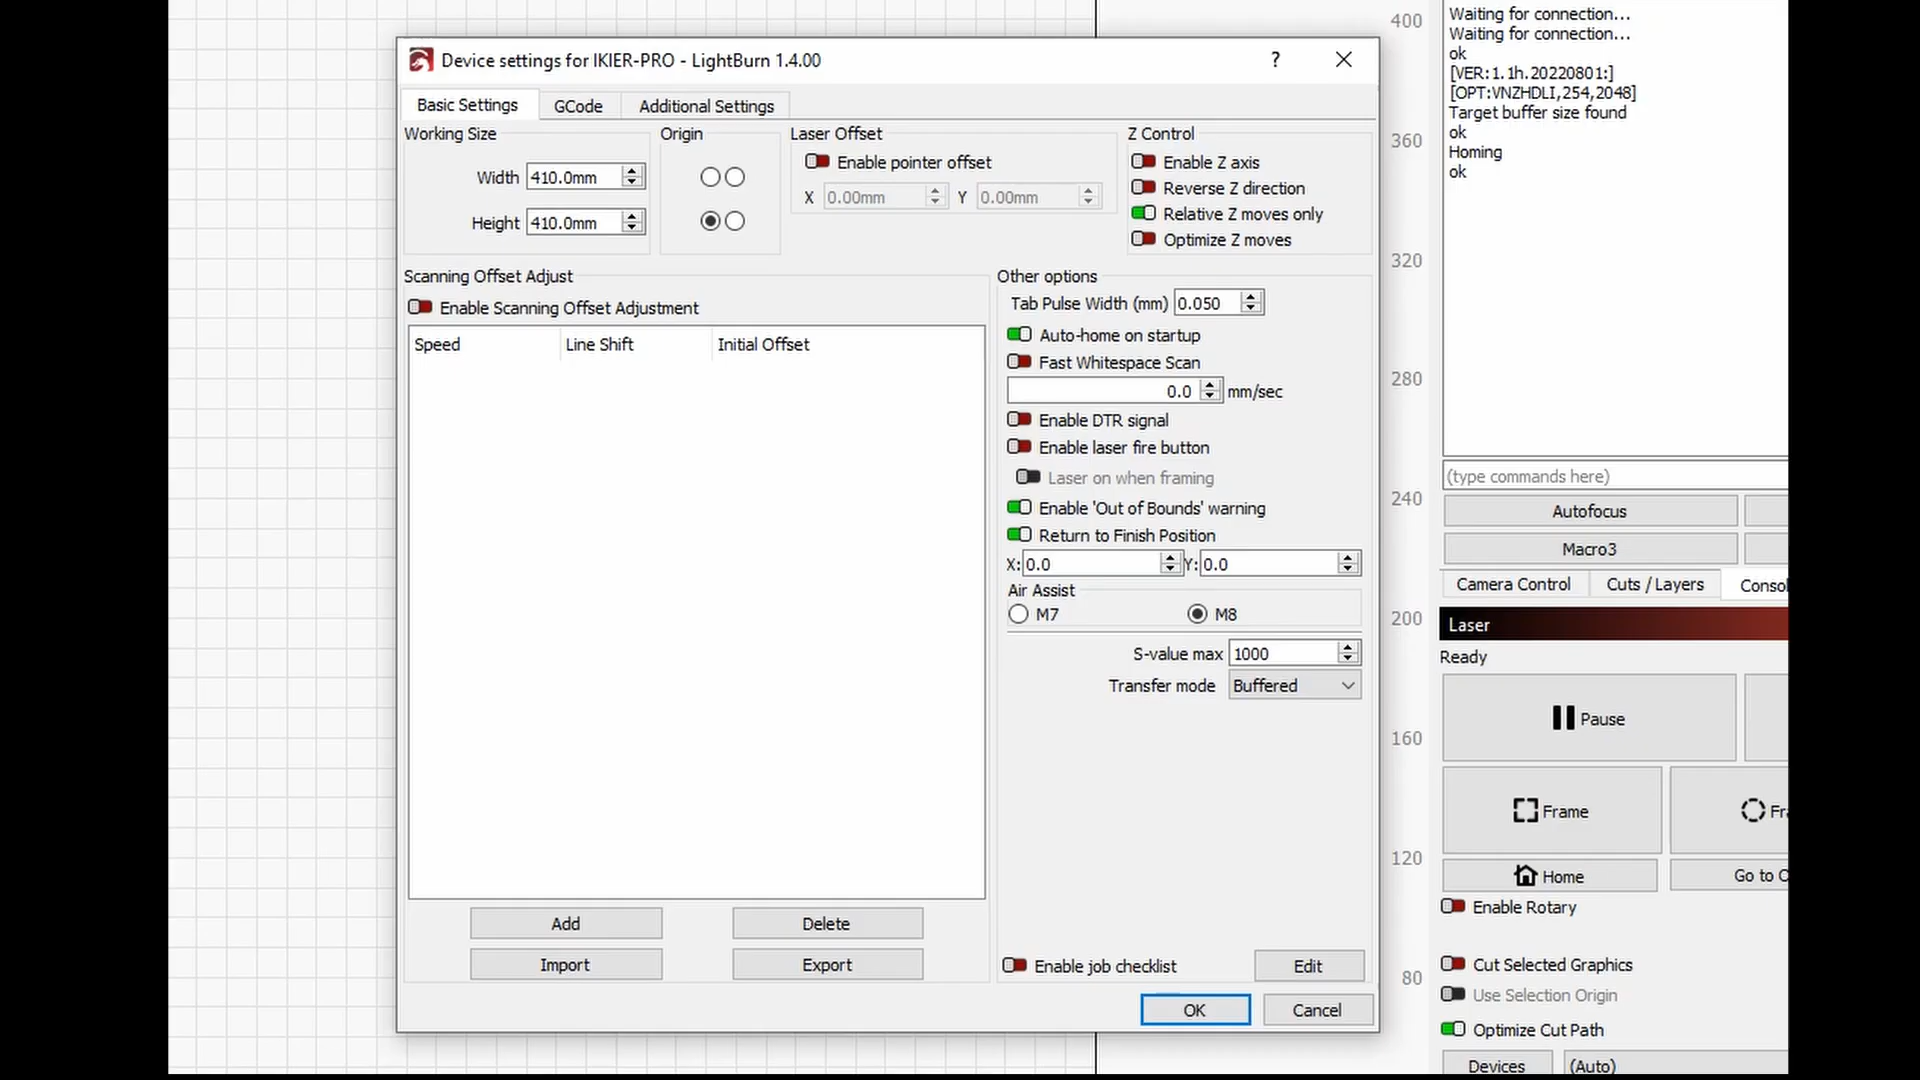 Device settings for IKIER-PRO - LightBurn 1.4.00
?
Basic Settings
GCode
Additional Settings
Working Size
Width 410.0mm
Height 410.0mm
Origin
Laser Offset
Enable pointer offset
X 0.00mm Y 0.00mm
Z Control
Enable Z axis
Reverse Z direction
Relative Z moves only
Optimize Z moves
Scanning Offset Adjust
Enable Scanning Offset Adjustment
Speed Line Shift Initial Offset
Add Delete
Import Export
Other options
Tab Pulse Width (mm) 0.050
Auto-home on startup
Fast Whitespace Scan
0.0 mm/sec
Enable DTR signal
Enable laser fire button
Laser on when framing
Enable 'Out of Bounds' warning
Return to Finish Position
X: 0.0 Y: 0.0
Air Assist
M7 M8
S-value max 1000
Transfer mode Buffered
Enable job checklist Edit
OK Cancel
400
360
320
280
240
200
160
120
80
Waiting for connection...
Waiting for connection...
ok
[VER:1.1h.20220801:]
[OPT:VNZHDLI,254,2048]
Target buffer size found
ok
Homing
ok
(type commands here)
Autofocus
Macro3
Camera Control Cuts / Layers Consol
Laser
Ready
Pause
Frame Fra
Home Go to O
Enable Rotary
Cut Selected Graphics
Use Selection Origin
Optimize Cut Path
Devices (Auto)